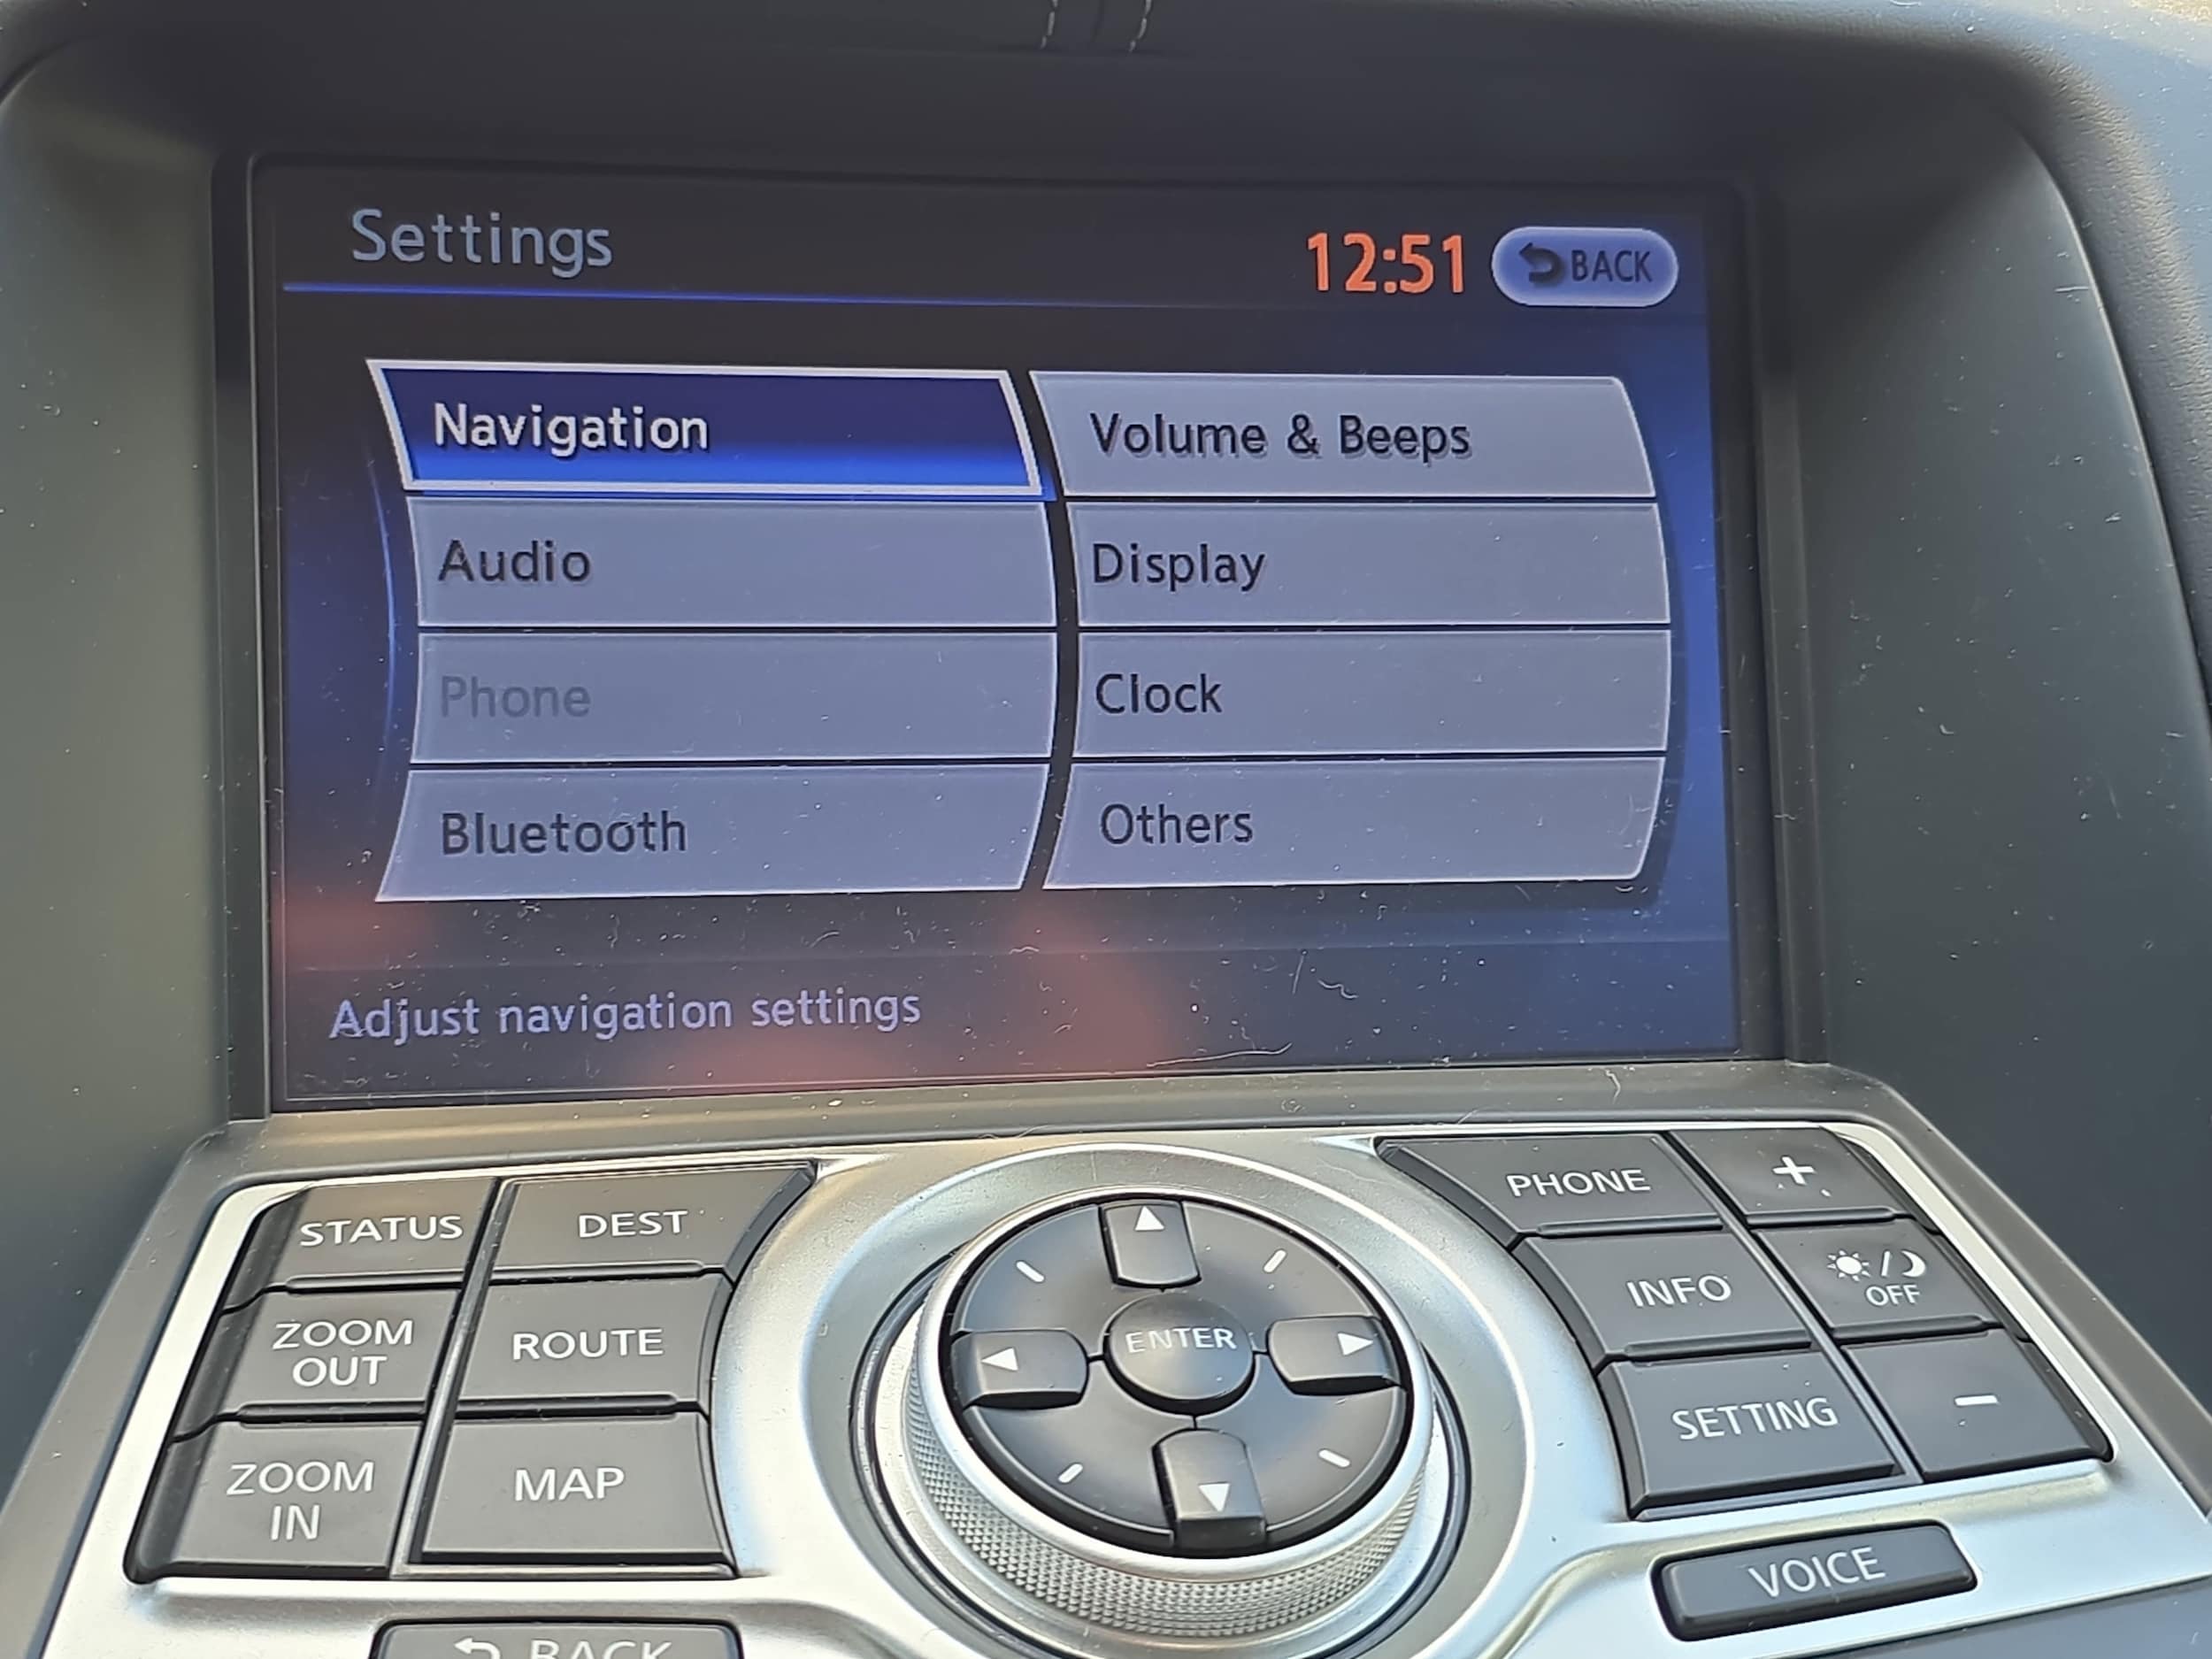 Settings
12:51
BACK
Navigation
Volume & Beeps
Audio
Display
Phone
Clock
Bluetooth
Others
Adjust navigation settings
STATUS
DEST
PHONE
+
ZOOM
OUT
ROUTE
ENTER
INFO
/
OFF
ZOOM
IN
MAP
SETTING
-
VOICE
BACK